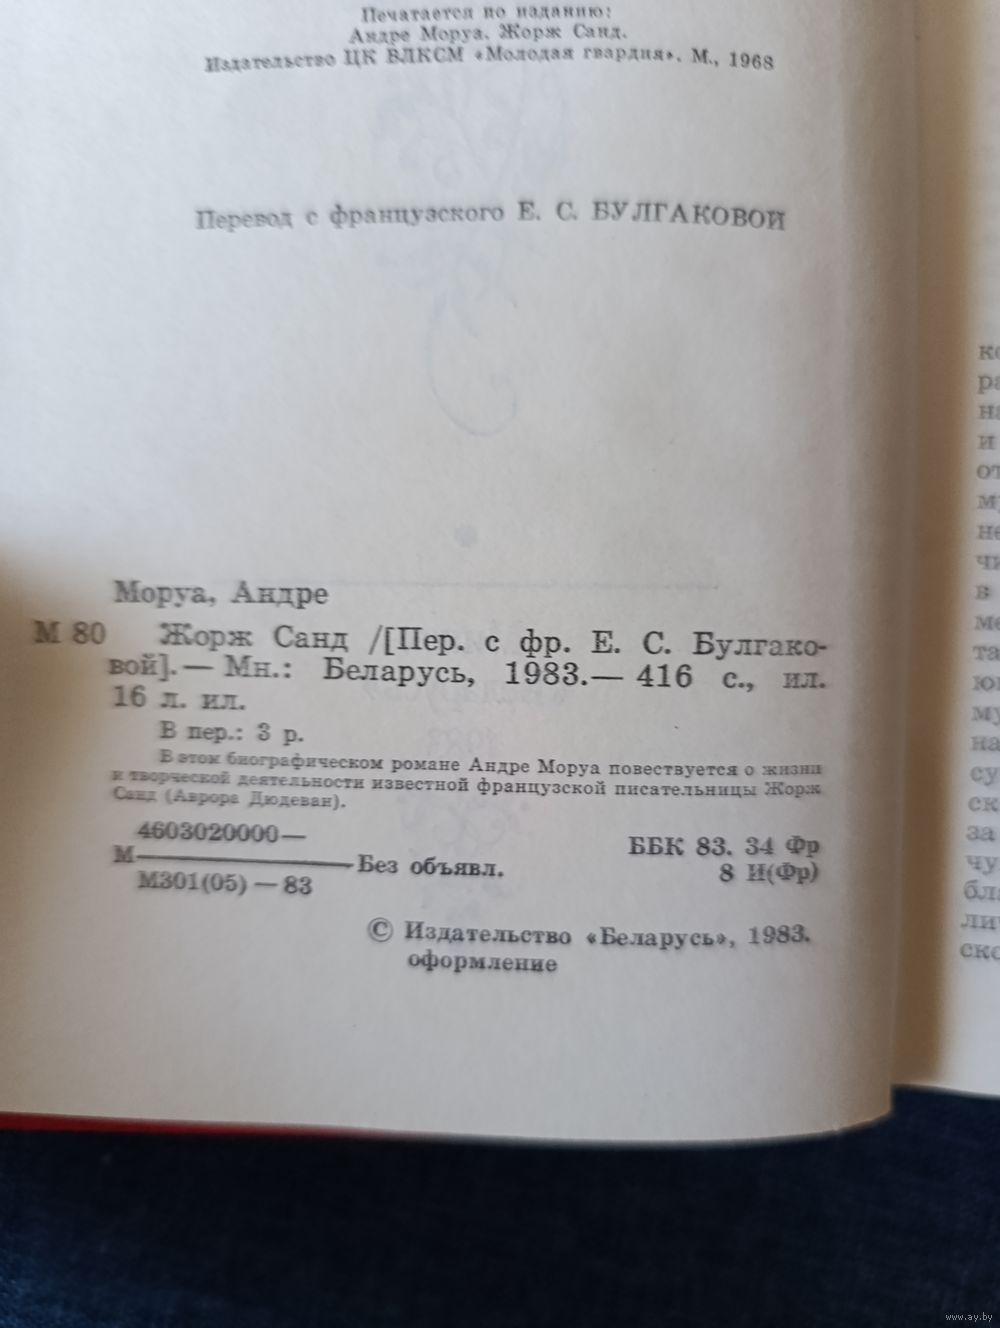 Печатается по изданию:
Андре Моруа. Жорж Санд.
Издательство ЦК ВЛКСМ «Молодая гвардия». М., 1968
Перевод с французского Е. С. БУЛГАКОВОЙ
Моруа, Андре
М 80 Жорж Санд /[Пер. с фр. Е. С. Булгако-
вой].— Мн.: Беларусь, 1983.— 416 с., ил.
16 л. ил.
В пер.: 3 р.
В этом биографическом романе Андре Моруа повествуется о жизни
и творческой деятельности известной французской писательницы Жорж
Санд (Аврора Дюдеван).
4603020000—
М————Без объявл.
М301(05) — 83
ББК 83. 34 Фр
8 И(Фр)
© Издательство «Беларусь», 1983.
оформление
www.ay.by